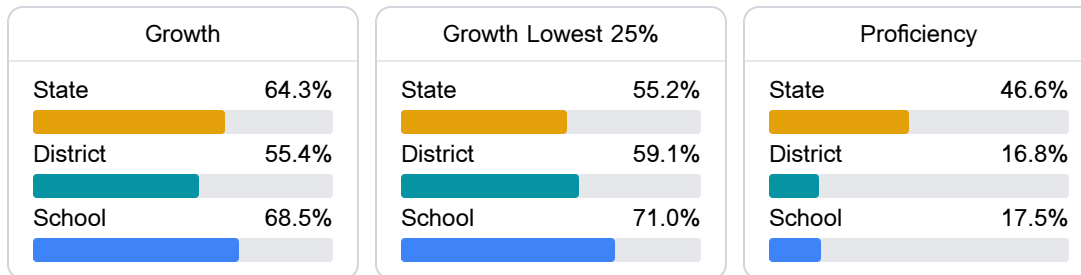 Growth
State 64.3%
District 55.4%
School 68.5%
Growth Lowest 25%
State 55.2%
District 59.1%
School 71.0%
Proficiency
State 46.6%
District 16.8%
School 17.5%